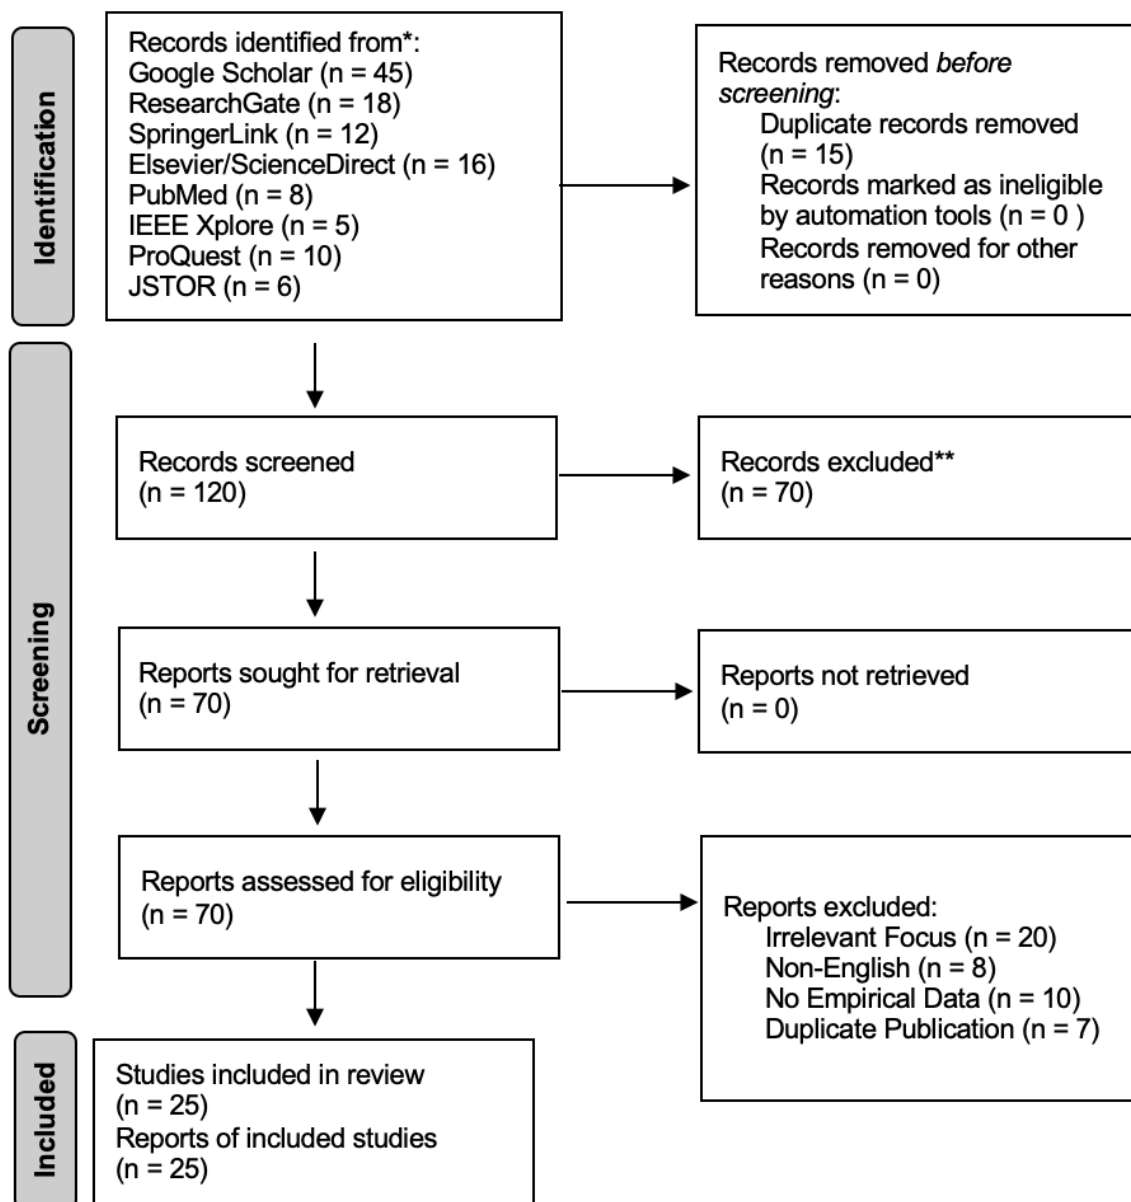 Identification
Records identified from*:
Google Scholar (n = 45)
ResearchGate (n = 18)
SpringerLink (n = 12)
Elsevier/ScienceDirect (n = 16)
PubMed (n = 8)
IEEE Xplore (n = 5)
ProQuest (n = 10)
JSTOR (n = 6)
Records removed before
screening:
Duplicate records removed
(n = 15)
Records marked as ineligible
by automation tools (n = 0 )
Records removed for other
reasons (n = 0)
Screening
Records screened
(n = 120)
Records excluded**
(n = 70)
Reports sought for retrieval
(n = 70)
Reports not retrieved
(n = 0)
Reports assessed for eligibility
(n = 70)
Reports excluded:
Irrelevant Focus (n = 20)
Non-English (n = 8)
No Empirical Data (n = 10)
Duplicate Publication (n = 7)
Included
Studies included in review
(n = 25)
Reports of included studies
(n = 25)